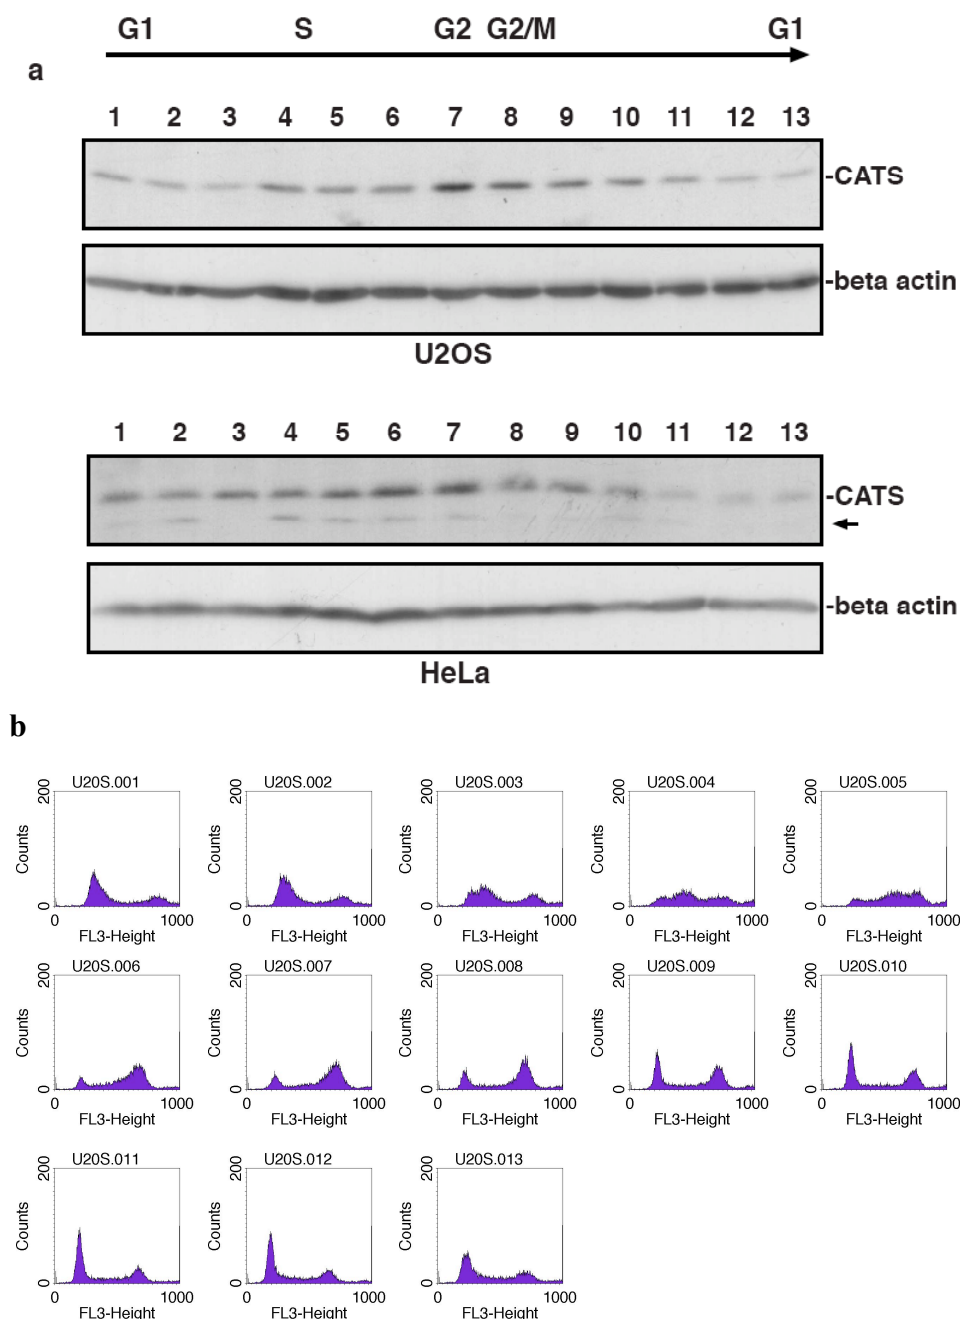 G1 S G2 G2/M G1
a
1 2 3 4 5 6 7 8 9 10 11 12 13
-CATS
-beta actin
U2OS
1 2 3 4 5 6 7 8 9 10 11 12 13
-CATS
-beta actin
HeLa
b
U20S.001 U20S.002 U20S.003 U20S.004 U20S.005
200 200 200 200 200
Counts Counts Counts Counts Counts
0 0 0 0 0
0 1000 0 1000 0 1000 0 1000 0 1000
FL3-Height FL3-Height FL3-Height FL3-Height FL3-Height
U20S.006 U20S.007 U20S.008 U20S.009 U20S.010
200 200 200 200 200
Counts Counts Counts Counts Counts
0 0 0 0 0
0 1000 0 1000 0 1000 0 1000 0 1000
FL3-Height FL3-Height FL3-Height FL3-Height FL3-Height
U20S.011 U20S.012 U20S.013
200 200 200
Counts Counts Counts
0 0 0
0 1000 0 1000 0 1000
FL3-Height FL3-Height FL3-Height